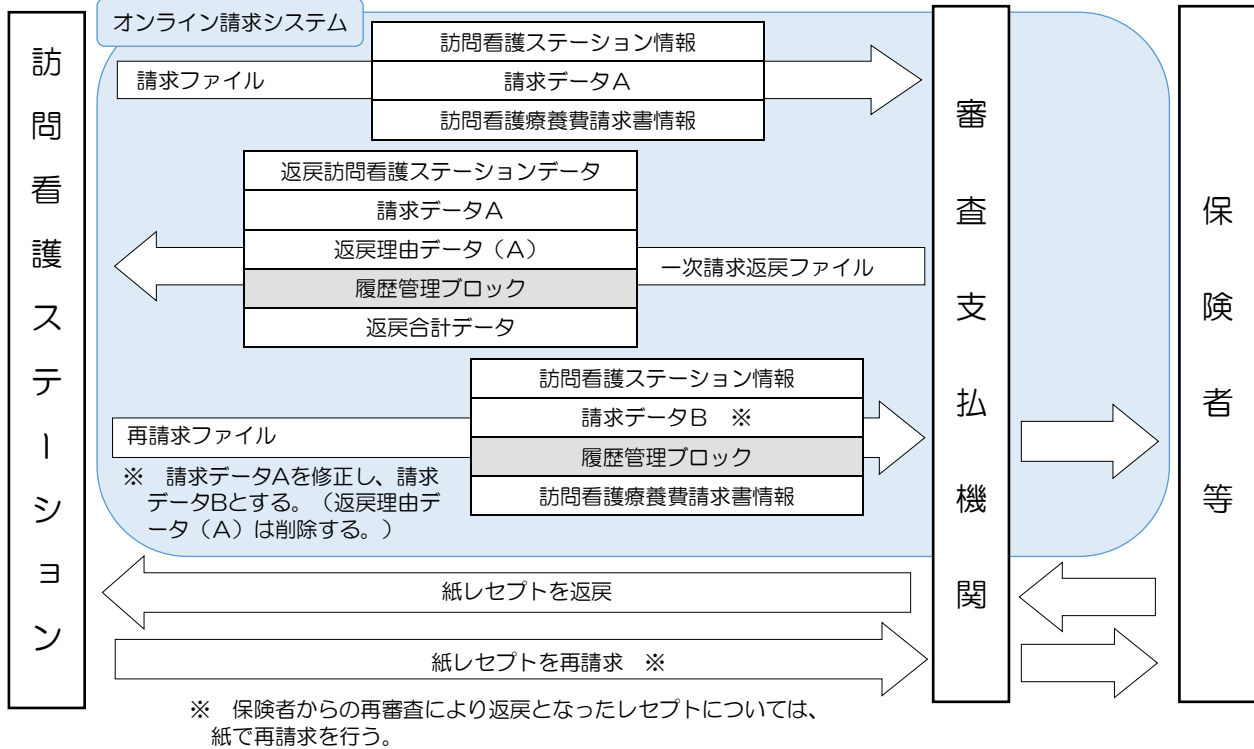 オンライン請求システム
訪問看護ステーション
審査支払機関
保険者等
請求ファイル
訪問看護ステーション情報
請求データA
訪問看護療養費請求書情報
返戻訪問看護ステーションデータ
請求データA
返戻理由データ（A）
履歴管理ブロック
返戻合計データ
一次請求返戻ファイル
再請求ファイル
訪問看護ステーション情報
請求データB　※
履歴管理ブロック
訪問看護療養費請求書情報
※　請求データAを修正し、請求
データBとする。（返戻理由デ
ータ（A）は削除する。）
紙レセプトを返戻
紙レセプトを再請求　※
※　保険者からの再審査により返戻となったレセプトについては、
紙で再請求を行う。